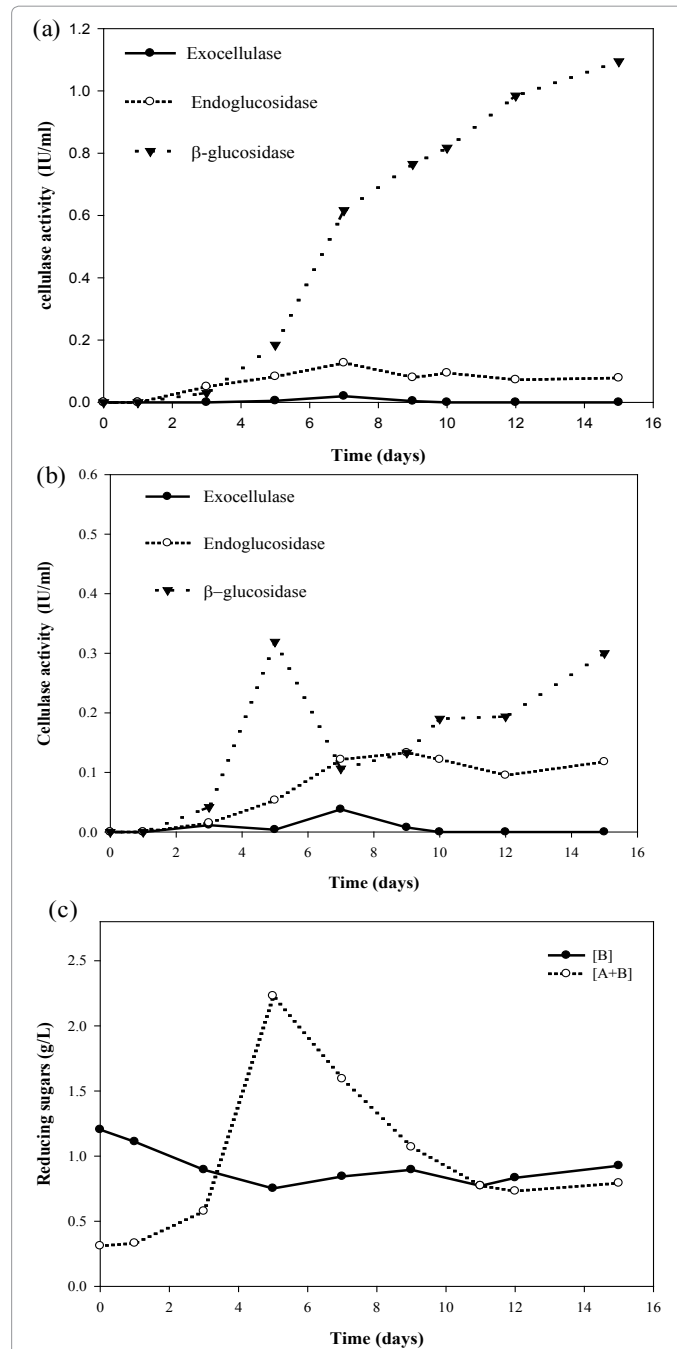 (a)
1.2
1.0
0.8
0.6
0.4
0.2
0.0
cellulase activity (IU/ml)
Exocellulase
Endoglucosidase
β-glucosidase
0 2 4 6 8 10 12 14 16
Time (days)
(b)
0.6
0.5
0.4
0.3
0.2
0.1
0.0
Cellulase activity (IU/ml)
Exocellulase
Endoglucosidase
β−glucosidase
0 2 4 6 8 10 12 14 16
Time (days)
(c)
2.5
2.0
1.5
1.0
0.5
0.0
Reducing sugars (g/L)
[B]
[A+B]
0 2 4 6 8 10 12 14 16
Time (days)